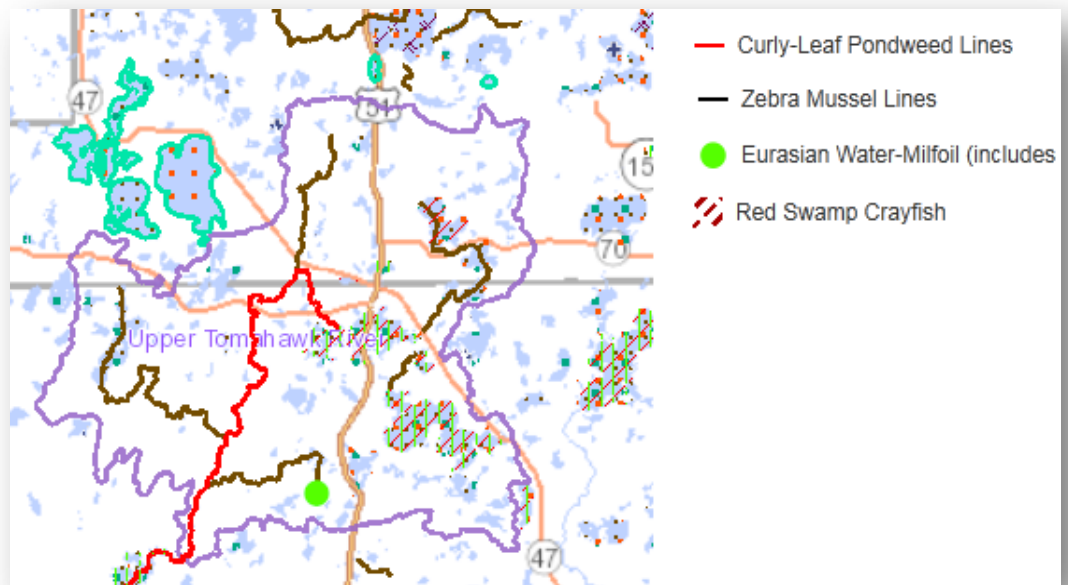 Curly-Leaf Pondweed Lines
Zebra Mussel Lines
Eurasian Water-Milfoil (includes
Red Swamp Crayfish
51
47
15
70
Upper Tomahawk River
47